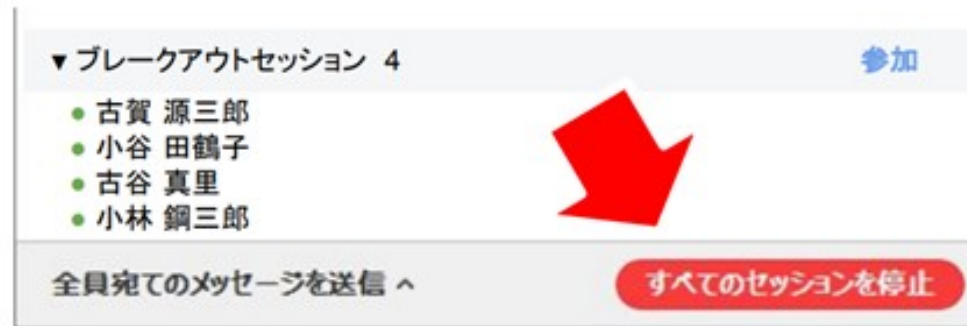 ▼ ブレークアウトセッション 4 参加
• 古賀 源三郎
• 小谷 田鶴子
• 古谷 真里
• 小林 鋼三郎
全員宛てのメッセージを送信 ^ すべてのセッションを停止